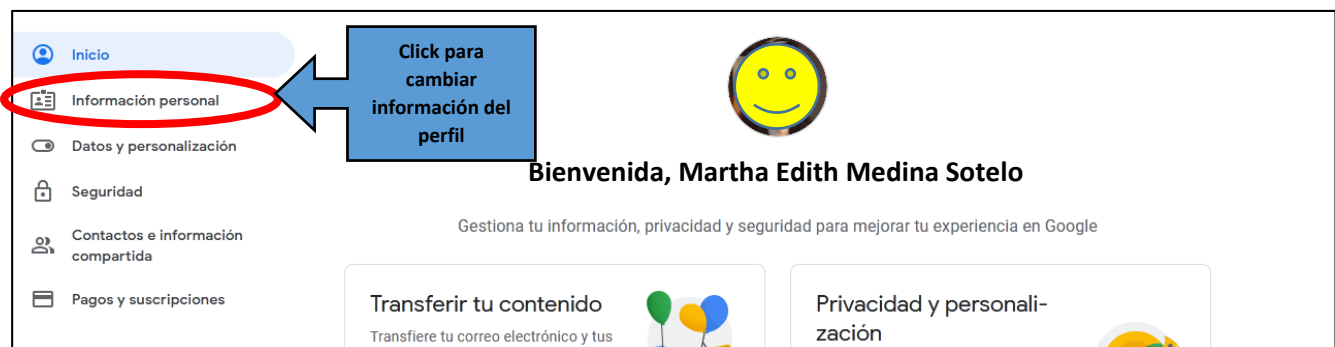 Inicio
Información personal
Datos y personalización
Seguridad
Contactos e información
compartida
Pagos y suscripciones
Click para
cambiar
información del
perfil
Bienvenida, Martha Edith Medina Sotelo
Gestiona tu información, privacidad y seguridad para mejorar tu experiencia en Google
Transferir tu contenido
Transfiere tu correo electrónico y tus
Privacidad y personali-
zación